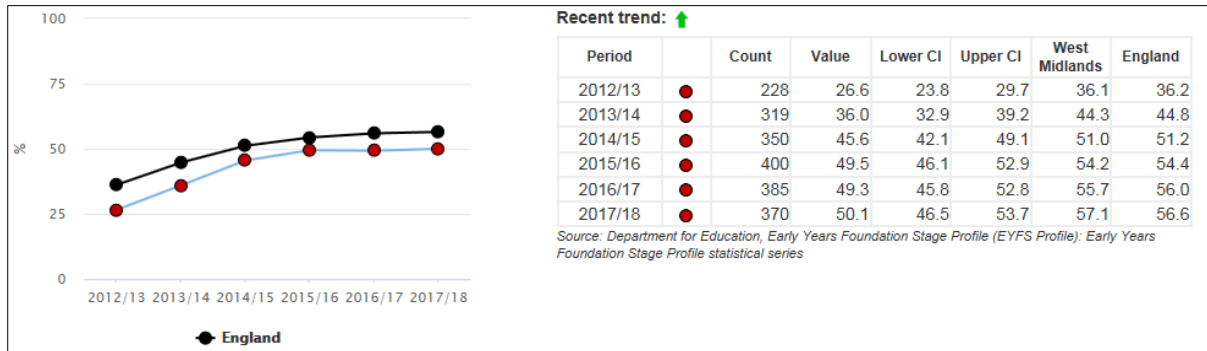 100
75
50
25
0
%
2012/13 2013/14 2014/15 2015/16 2016/17 2017/18
England
Recent trend:
Period Count Value Lower CI Upper CI West Midlands England
2012/13 228 26.6 23.8 29.7 36.1 36.2
2013/14 319 36.0 32.9 39.2 44.3 44.8
2014/15 350 45.6 42.1 49.1 51.0 51.2
2015/16 400 49.5 46.1 52.9 54.2 54.4
2016/17 385 49.3 45.8 52.8 55.7 56.0
2017/18 370 50.1 46.5 53.7 57.1 56.6
Source: Department for Education, Early Years Foundation Stage Profile (EYFS Profile): Early Years
Foundation Stage Profile statistical series